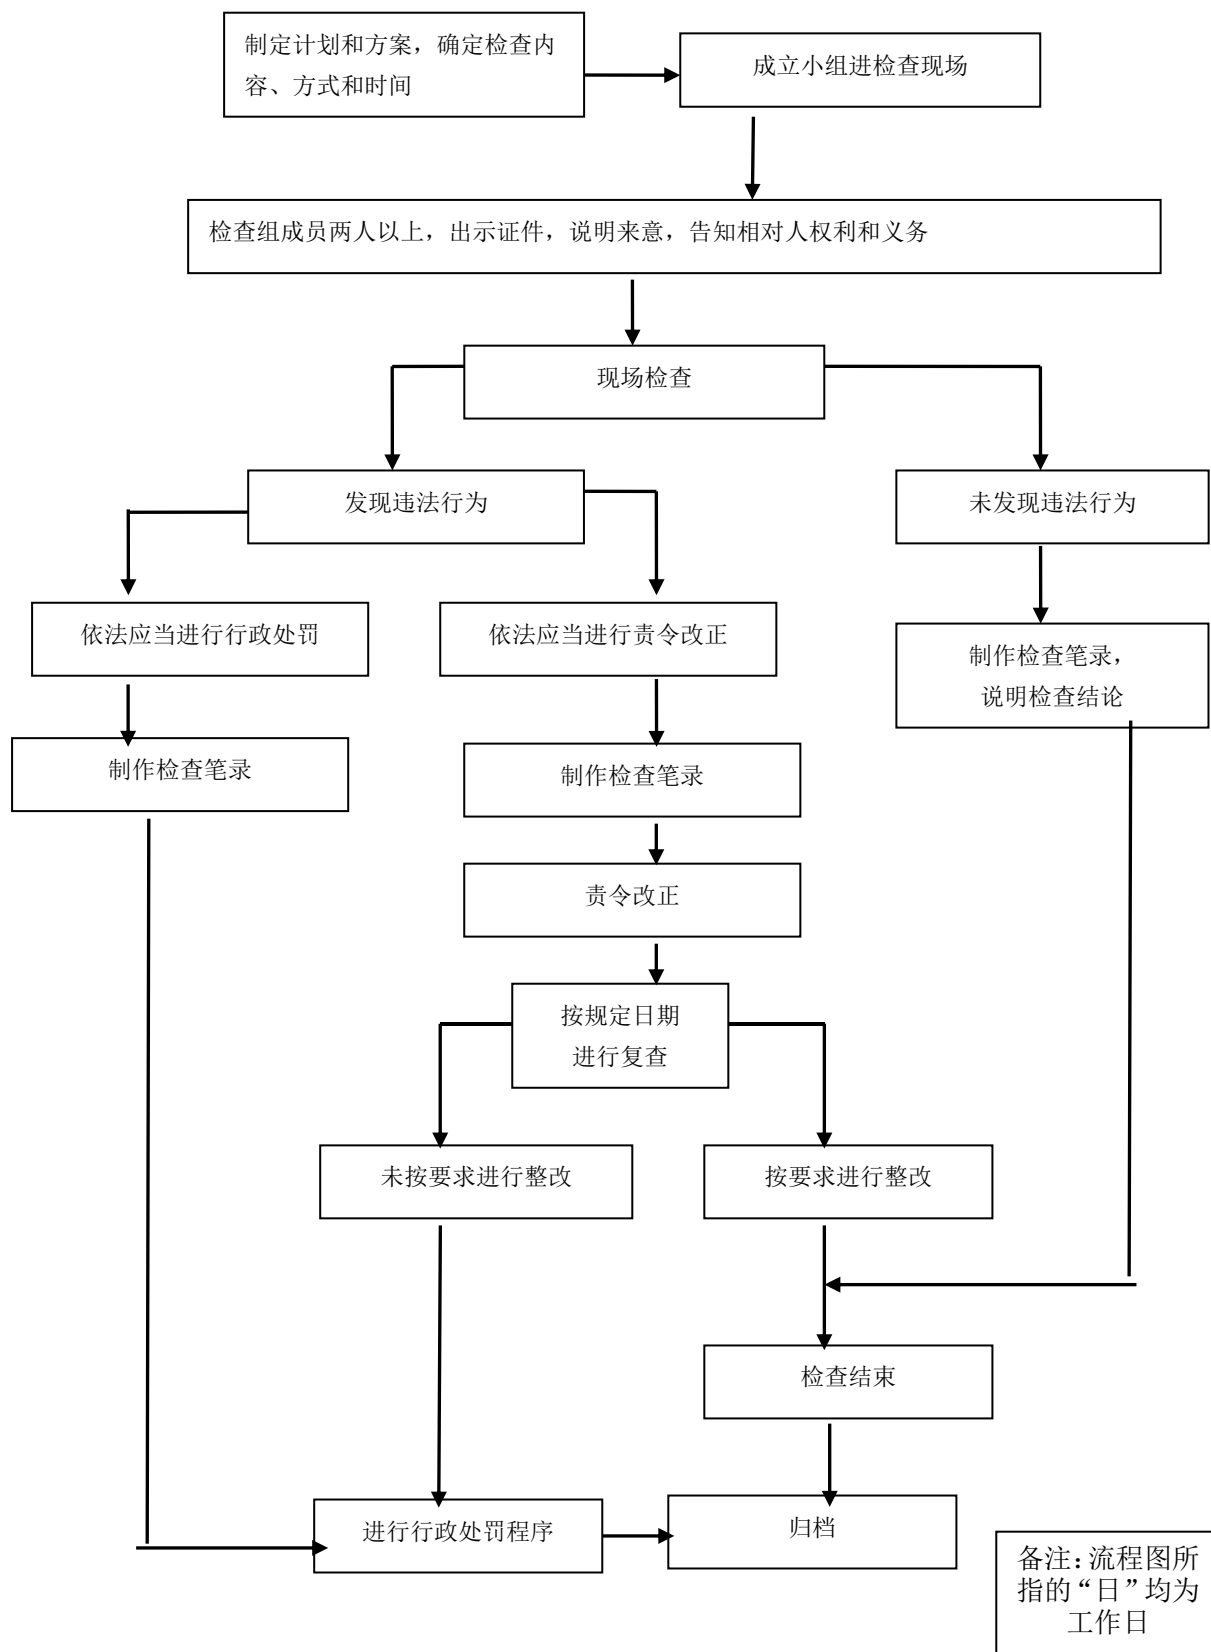 制定计划和方案，确定检查内
容、方式和时间
成立小组进检查现场
检查组成员两人以上，出示证件，说明来意，告知相对人权利和义务
现场检查
发现违法行为
未发现违法行为
依法应当进行行政处罚
依法应当进行责令改正
制作检查笔录，
说明检查结论
制作检查笔录
制作检查笔录
责令改正
按规定日期
进行复查
未按要求进行整改
按要求进行整改
检查结束
进行行政处罚程序
归档
备注：流程图所
指的“日”均为
工作日